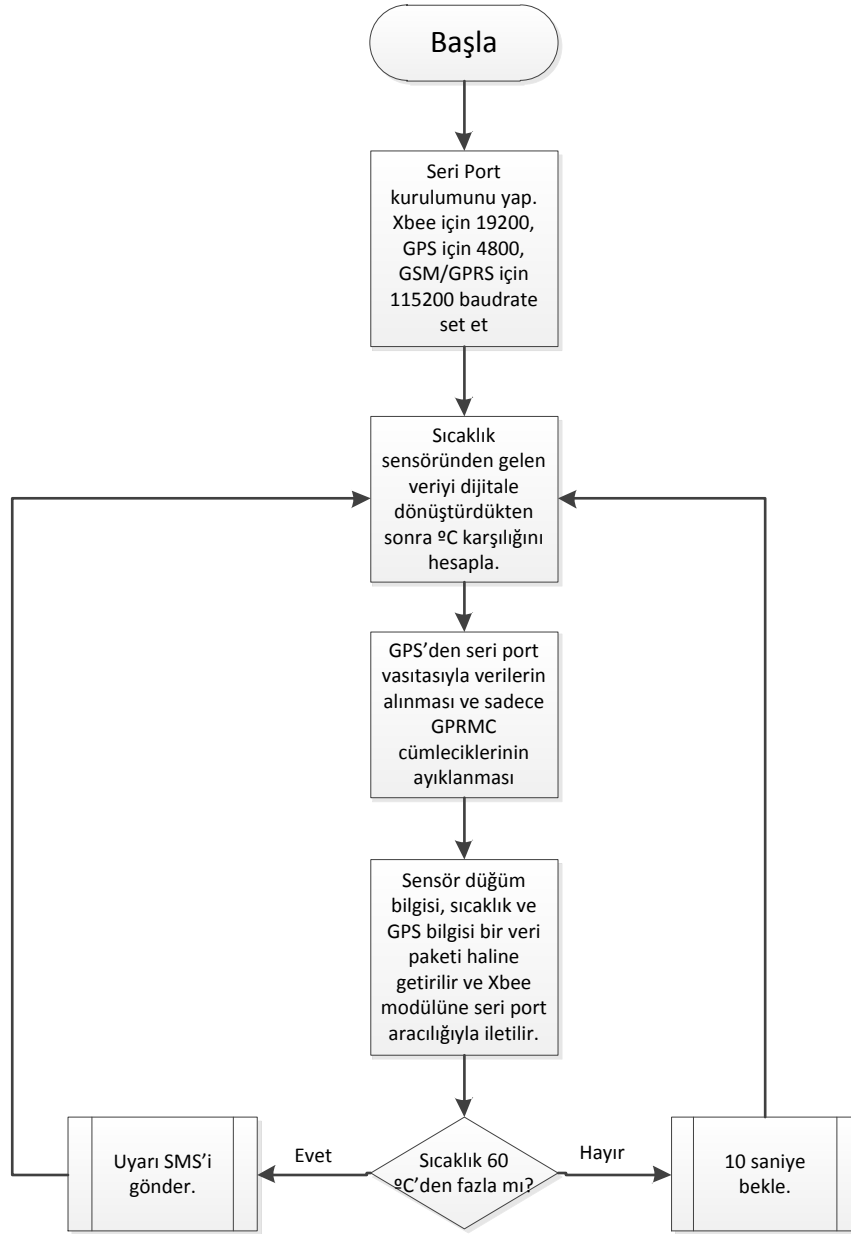 Başla
Seri Port
kurulumunu yap.
Xbee için 19200,
GPS için 4800,
GSM/GPRS için
115200 baudrate
set et
Sıcaklık
sensöründen gelen
veriyi dijitale
dönüştürdükten
sonra ºC karşılığını
hesapla.
GPS’den seri port
vasıtasıyla verilerin
alınması ve sadece
GPRMC
cümleciklerinin
ayıklanması
Sensör düğüm
bilgisi, sıcaklık ve
GPS bilgisi bir veri
paketi haline
getirilir ve Xbee
modülüne seri port
aracılığıyla iletilir.
Sıcaklık 60
ºC’den fazla mı?
Evet
Uyarı SMS’i
gönder.
Hayır
10 saniye
bekle.